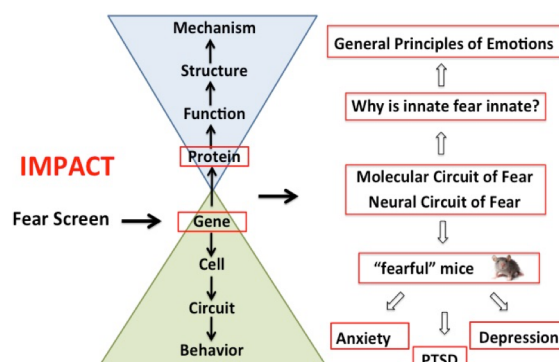 Mechanism
Structure
Function
Protein
IMPACT
Fear Screen
Gene
Cell
Circuit
Behavior
General Principles of Emotions
Why is innate fear innate?
Molecular Circuit of Fear
Neural Circuit of Fear
“fearful” mice
Anxiety
PTSD
Depression